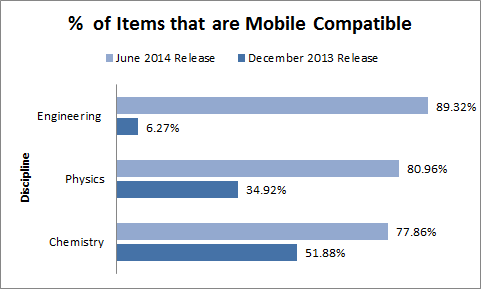 % of Items that are Mobile Compatible
June 2014 Release December 2013 Release
Engineering
89.32%
6.27%
Physics
80.96%
34.92%
Chemistry
77.86%
51.88%
Discipline